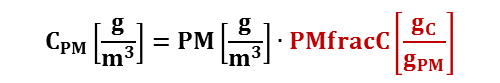 C_PM [g/m³] = PM [g/m³] · PMfracC [g_C/g_PM]